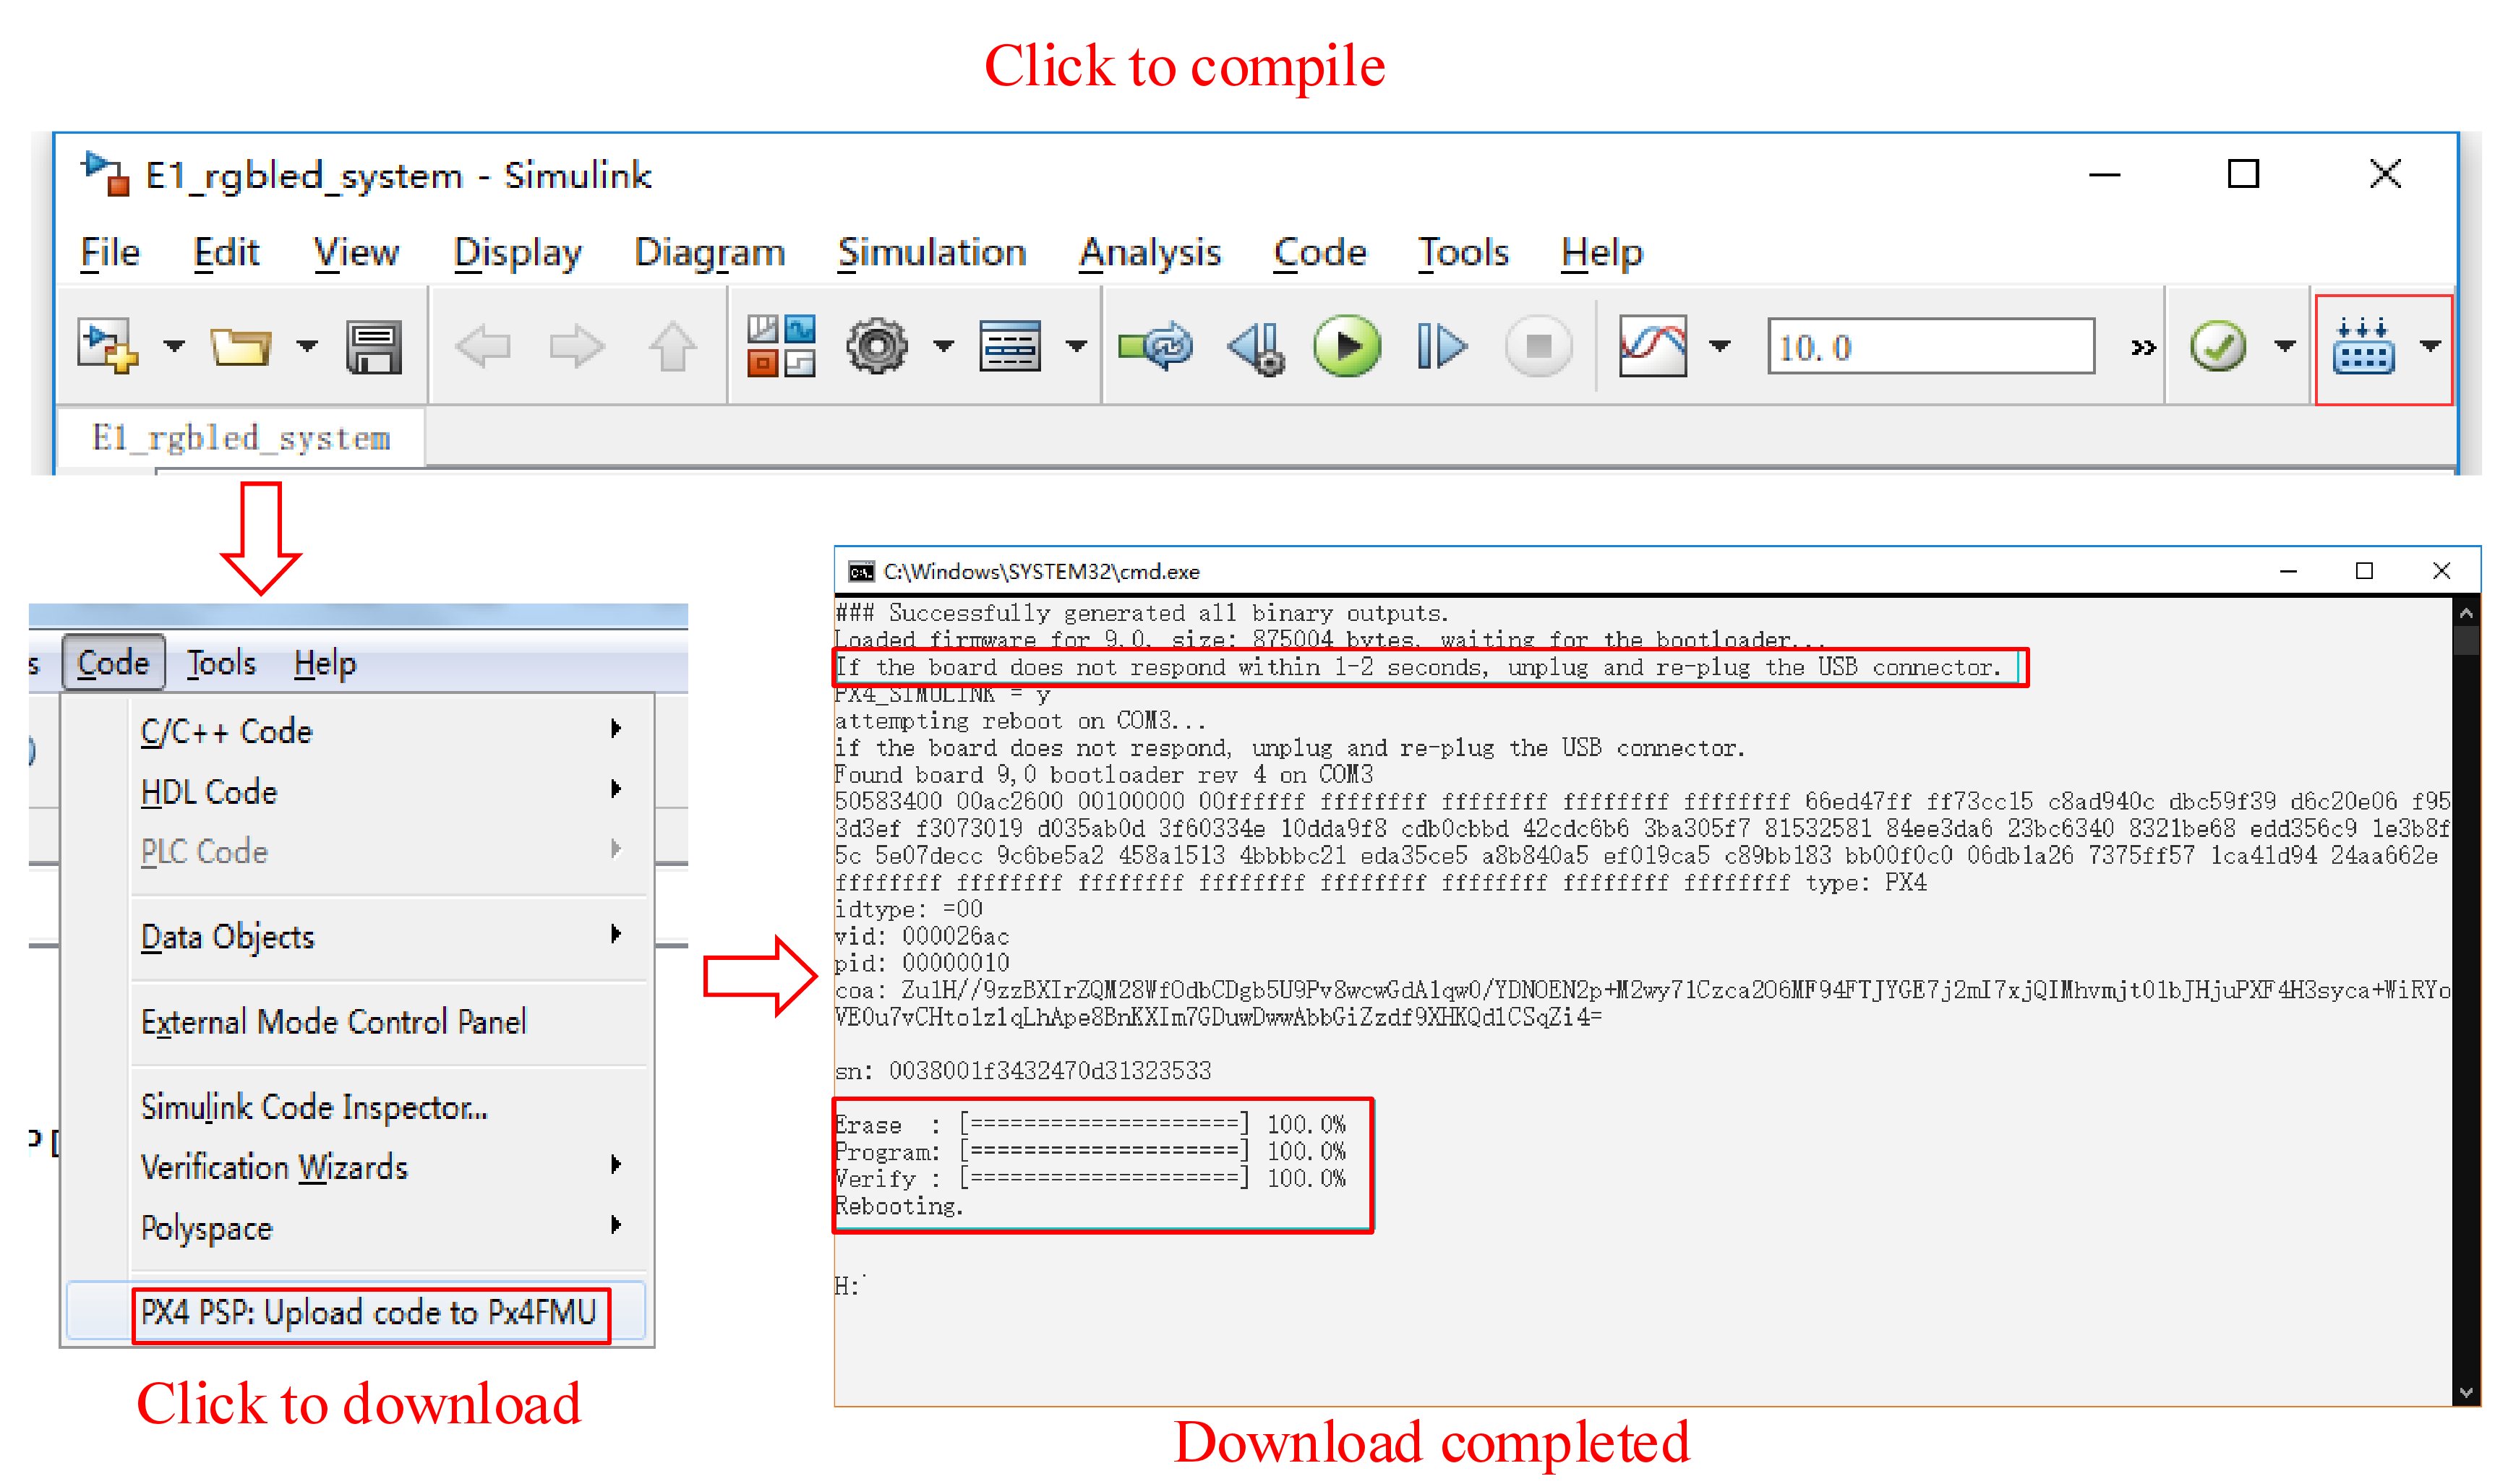 Click to compile
E1_rgbled_system - Simulink
File Edit View Display Diagram Simulation Analysis Code Tools Help
10.0
E1_rgbled_system
s Code Tools Help
C/C++ Code
HDL Code
PLC Code
Data Objects
External Mode Control Panel
Simulink Code Inspector...
Verification Wizards
Polyspace
PX4 PSP: Upload code to Px4FMU
Click to download
C:\Windows\SYSTEM32\cmd.exe
### Successfully generated all binary outputs.
Loaded firmware for 9,0, size: 875004 bytes, waiting for the bootloader...
If the board does not respond within 1-2 seconds, unplug and re-plug the USB connector.
PX4_SIMULINK = y
attempting reboot on COM3...
if the board does not respond, unplug and re-plug the USB connector.
Found board 9,0 bootloader rev 4 on COM3
50583400 00ac2600 00100000 00ffffff ffffffff ffffffff ffffffff ffffffff 66ed47ff ff73cc15 c8ad940c dbc59f39 d6c20e06 f95
3d3ef f3073019 d035ab0d 3f60334e 10dda9f8 cdb0cbbd 42cdc6b6 3ba305f7 81532581 84ee3da6 23bc6340 8321be68 edd356c9 1e3b8f
5c 5e07decc 9c6be5a2 458a1513 4bbbbc21 eda35ce5 a8b840a5 ef019ca5 c89bb183 bb00f0c0 06db1a26 7375ff57 1ca41d94 24aa662e
ffffffff ffffffff ffffffff ffffffff ffffffff ffffffff ffffffff ffffffff type: PX4
idtype: =00
vid: 000026ac
pid: 00000010
coa: Zu1H//9zzBXIrZQM28WfOdbCDgb5U9Pv8wcwGdA1qw0/YDNOEN2p+M2wy71Czca2O6MF94FTJYGE7j2mI7xjQIMhvmjt01bJHjuPXF4H3syca+WiRYo
VE0u7vCHto1z1qLhApe8BnKXIm7GDuwDwwAbbGiZzdf9XHKQd1CSqZi4=
sn: 0038001f3432470d31323533
Erase : [====================] 100.0%
Program: [====================] 100.0%
Verify : [====================] 100.0%
Rebooting.
H:
Download completed